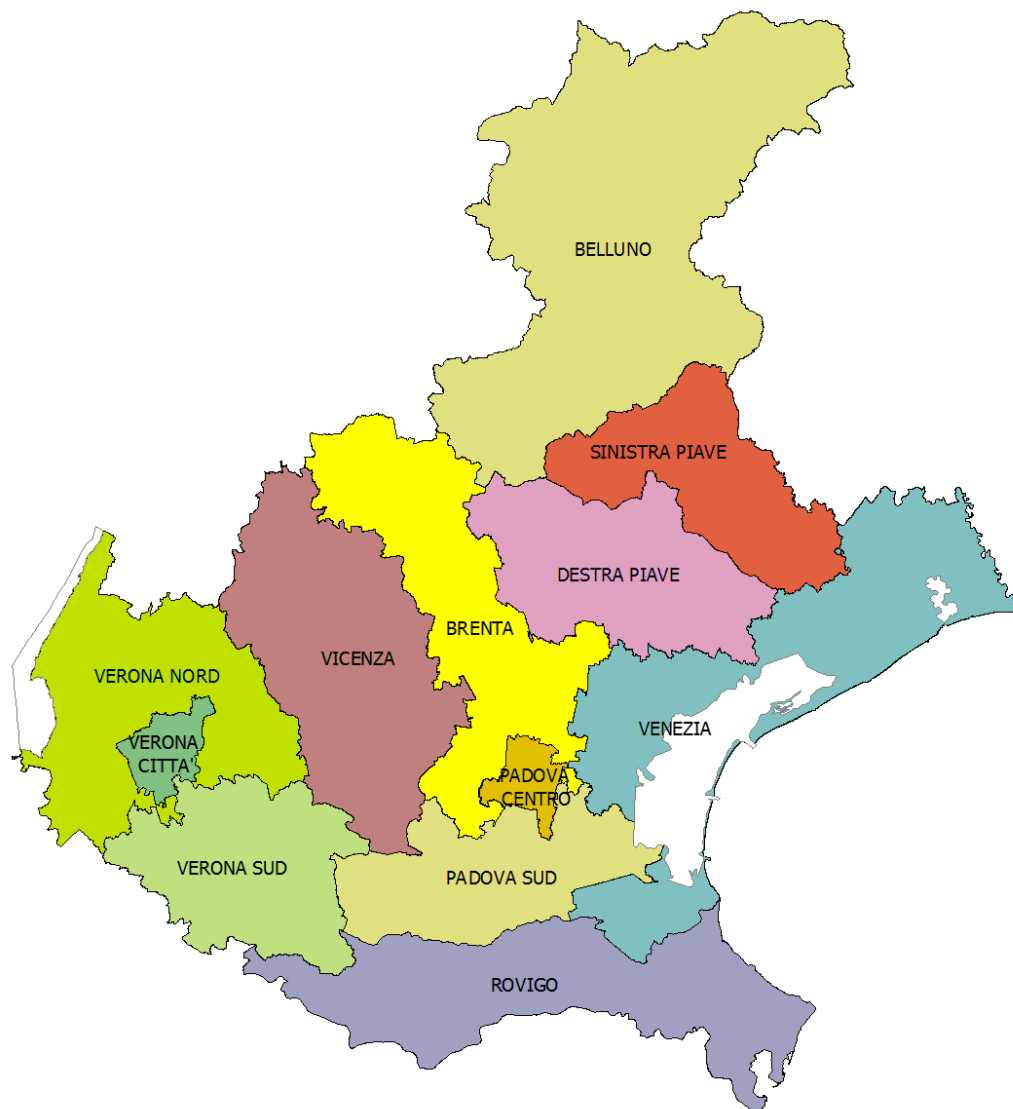 BELLUNO
SINISTRA PIAVE
DESTRA PIAVE
BRENTA
VICENZA
VERONA NORD
VENEZIA
VERONA
CITTA'
PADOVA
CENTRO
VERONA SUD
PADOVA SUD
ROVIGO